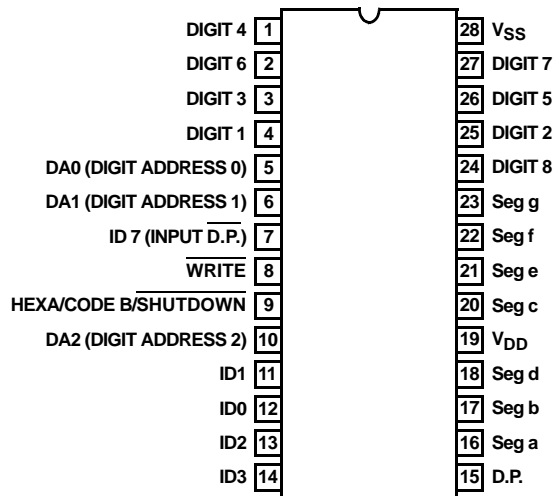 DIGIT 4 1 28 VSS
DIGIT 6 2 27 DIGIT 7
DIGIT 3 3 26 DIGIT 5
DIGIT 1 4 25 DIGIT 2
DA0 (DIGIT ADDRESS 0) 5 24 DIGIT 8
DA1 (DIGIT ADDRESS 1) 6 23 Seg g
ID 7 (INPUT D.P.) 7 22 Seg f
WRITE 8 21 Seg e
HEXA/CODE B/SHUTDOWN 9 20 Seg c
DA2 (DIGIT ADDRESS 2) 10 19 VDD
ID1 11 18 Seg d
ID0 12 17 Seg b
ID2 13 16 Seg a
ID3 14 15 D.P.